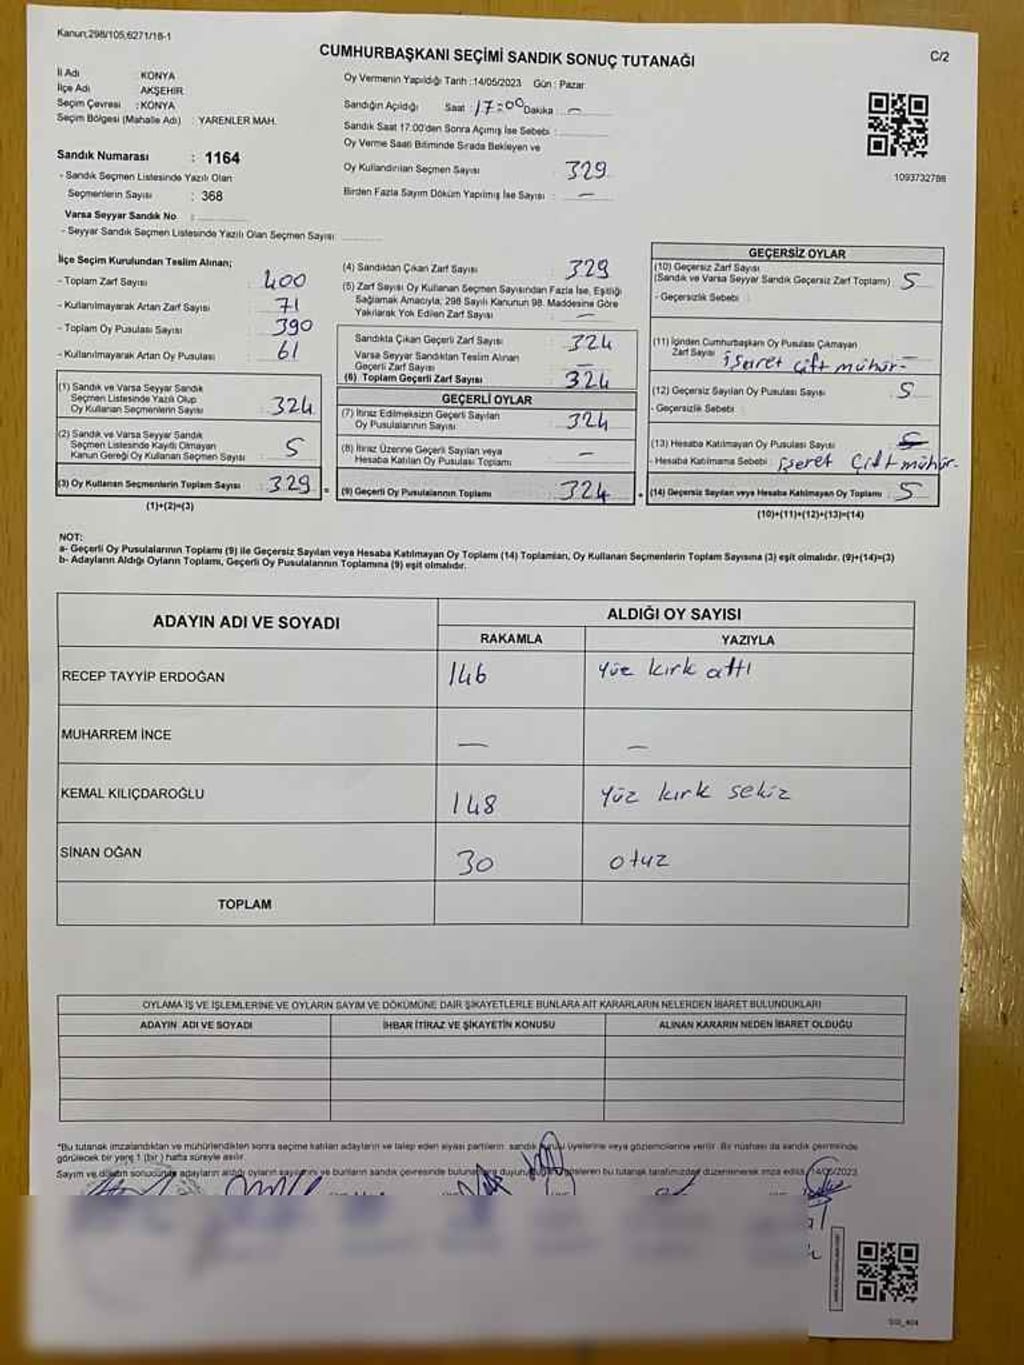 Kanun;298/105,6271/18-1
CUMHURBAŞKANI SEÇİMİ SANDIK SONUÇ TUTANAĞI
C/2
İl Adı KONYA
İlçe Adı AKŞEHİR
Seçim Çevresi : KONYA
Seçim Bölgesi (Mahalle Adı) : YARENLER MAH.
Sandık Numarası : 1164
- Sandık Seçmen Listesinde Yazılı Olan
Seçmenlerin Sayısı : 368
Varsa Seyyar Sandık No :
- Seyyar Sandık Seçmen Listesinde Yazılı Olan Seçmen Sayısı
Oy Vermenin Yapıldığı Tarih :14/05/2023 Gün : Pazar
Sandığın Açıldığı Saat : 17:00 Dakika : —
Sandık Saat 17:00'den Sonra Açımış İse Sebebi :
Oy Verme Saati Bitiminde Sırada Bekleyen ve
Oy Kullandırılan Seçmen Sayısı : 329
Birden Fazla Sayım Döküm Yapılmış İse Sayısı : —
1093732798
İlçe Seçim Kurulundan Teslim Alınan;
- Toplam Zarf Sayısı 400
- Kullanılmayarak Artan Zarf Sayısı 71
- Toplam Oy Pusulası Sayısı 390
- Kullanılmayarak Artan Oy Pusulası 61
(1) Sandık ve Varsa Seyyar Sandık
Seçmen Listesinde Yazılı Olup
Oy Kullanan Seçmenlerin Sayısı 324
(2) Sandık ve Varsa Seyyar Sandık
Seçmen Listesinde Kayıtlı Olmayan
Kanun Gereği Oy Kullanan Seçmen Sayısı 5
(3) Oy Kullanan Seçmenlerin Toplam Sayısı 329 =
(1)+(2)=(3)
(4) Sandıktan Çıkan Zarf Sayısı 329
(5) Zarf Sayısı Oy Kullanan Seçmen Sayısından Fazla İse, Eşitliği
Sağlamak Amacıyla, 298 Sayılı Kanunun 98. Maddesine Göre
Yakılarak Yok Edilen Zarf Sayısı —
Sandıkta Çıkan Geçerli Zarf Sayısı 324
Varsa Seyyar Sandıktan Teslim Alınan
Geçerli Zarf Sayısı —
(6) Toplam Geçerli Zarf Sayısı 324
GEÇERLİ OYLAR
(7) İtiraz Edilmeksizin Geçerli Sayılan
Oy Pusulalarının Sayısı 324
(8) İtiraz Üzerine Geçerli Sayılan veya
Hesaba Katılan Oy Pusulası Toplamı —
(9) Geçerli Oy Pusulalarının Toplamı 324 +
GEÇERSİZ OYLAR
(10) Geçersiz Zarf Sayısı
(Sandık ve Varsa Seyyar Sandık Geçersiz Zarf Toplamı) 5
- Geçersizlik Sebebi :
(11) İçinden Cumhurbaşkanı Oy Pusulası Çıkmayan
Zarf Sayısı —
işaret çift mühür
(12) Geçersiz Sayılan Oy Pusulası Sayısı 5
- Geçersizlik Sebebi :
(13) Hesaba Katılmayan Oy Pusulası Sayısı 5
- Hesaba Katılmama Sebebi : işeret Çift mühür-
(14) Geçersiz Sayılan veya Hesaba Katılmayan Oy Toplamı 5
(10)+(11)+(12)+(13)=(14)
NOT:
a- Geçerli Oy Pusulalarının Toplamı (9) ile Geçersiz Sayılan veya Hesaba Katılmayan Oy Toplamı (14) Toplamları, Oy Kullanan Seçmenlerin Toplam Sayısına (3) eşit olmalıdır. (9)+(14)=(3)
b- Adayların Aldığı Oyların Toplamı, Geçerli Oy Pusulalarının Toplamına (9) eşit olmalıdır.
ADAYIN ADI VE SOYADI
ALDIĞI OY SAYISI
RAKAMLA YAZIYLA
RECEP TAYYİP ERDOĞAN 146 yüz kırk altı
MUHARREM İNCE — —
KEMAL KILIÇDAROĞLU 148 yüz kırk sekiz
SİNAN OĞAN 30 otuz
TOPLAM
OYLAMA İŞ VE İŞLEMLERİNE VE OYLARIN SAYIM VE DÖKÜMÜNE DAİR ŞİKAYETLERLE BUNLARA AİT KARARLARIN NELERDEN İBARET BULUNDUKLARI
ADAYIN ADI VE SOYADI İHBAR İTİRAZ VE ŞİKAYETİN KONUSU ALINAN KARARIN NEDEN İBARET OLDUĞU
*Bu tutanak imzalandıktan ve mühürlendikten sonra seçime katılan adayların ve talep eden siyasi partilerin sandık kurulu üyelerine veya gözlemcilerine verilir. Bir nüshası da sandık çevresinde
görülecek bir yere 1 (bir) hafta süreyle asılır.
Sayım ve döküm sonucunda adayların aldığı oyların sayılarını ve bunların sandık çevresinde gösteren bu tutanak tarafımızdan düzenlenerek imza edildi. 14/05/2023